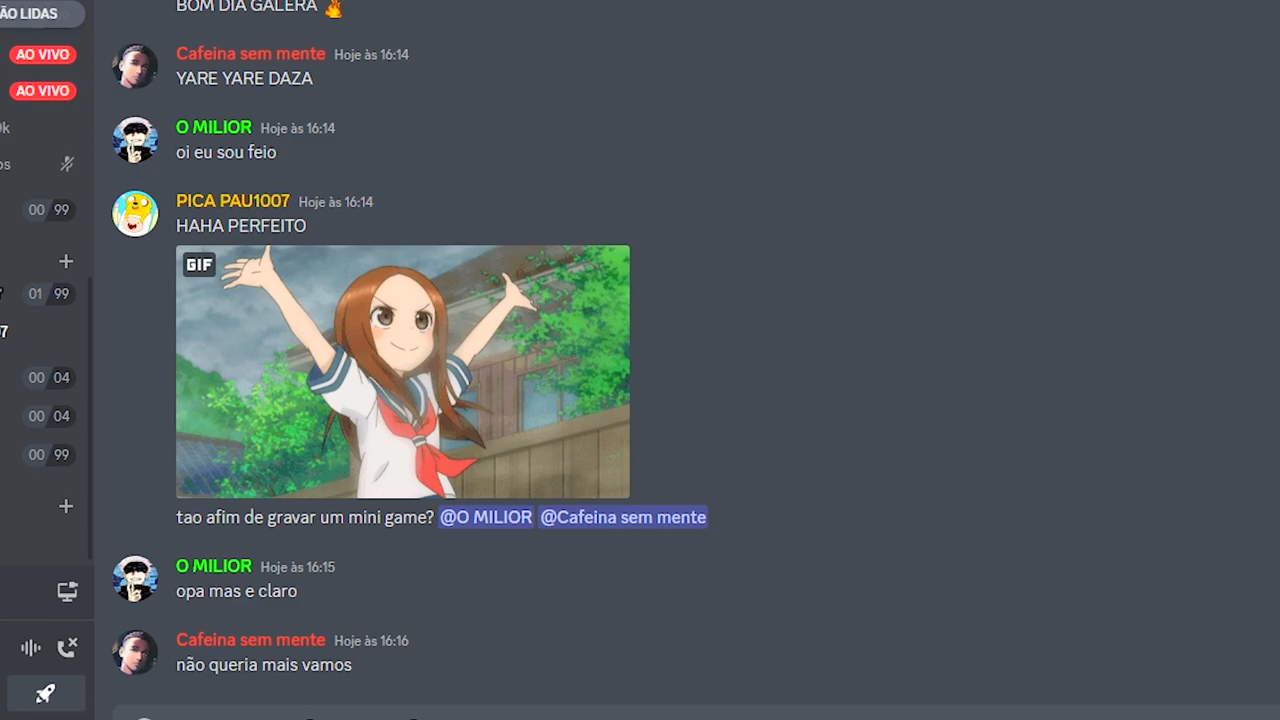 ÃO LIDAS
AO VIVO
AO VIVO
0k
os
00 99
01 99
07
00 04
00 04
00 99
BOM DIA GALERA 🔥
Cafeina sem mente Hoje às 16:14
YARE YARE DAZA
O MILIOR Hoje às 16:14
oi eu sou feio
PICA PAU1007 Hoje às 16:14
HAHA PERFEITO
GIF
tao afim de gravar um mini game? @O MILIOR @Cafeina sem mente
O MILIOR Hoje às 16:15
opa mas e claro
Cafeina sem mente Hoje às 16:16
não queria mais vamos